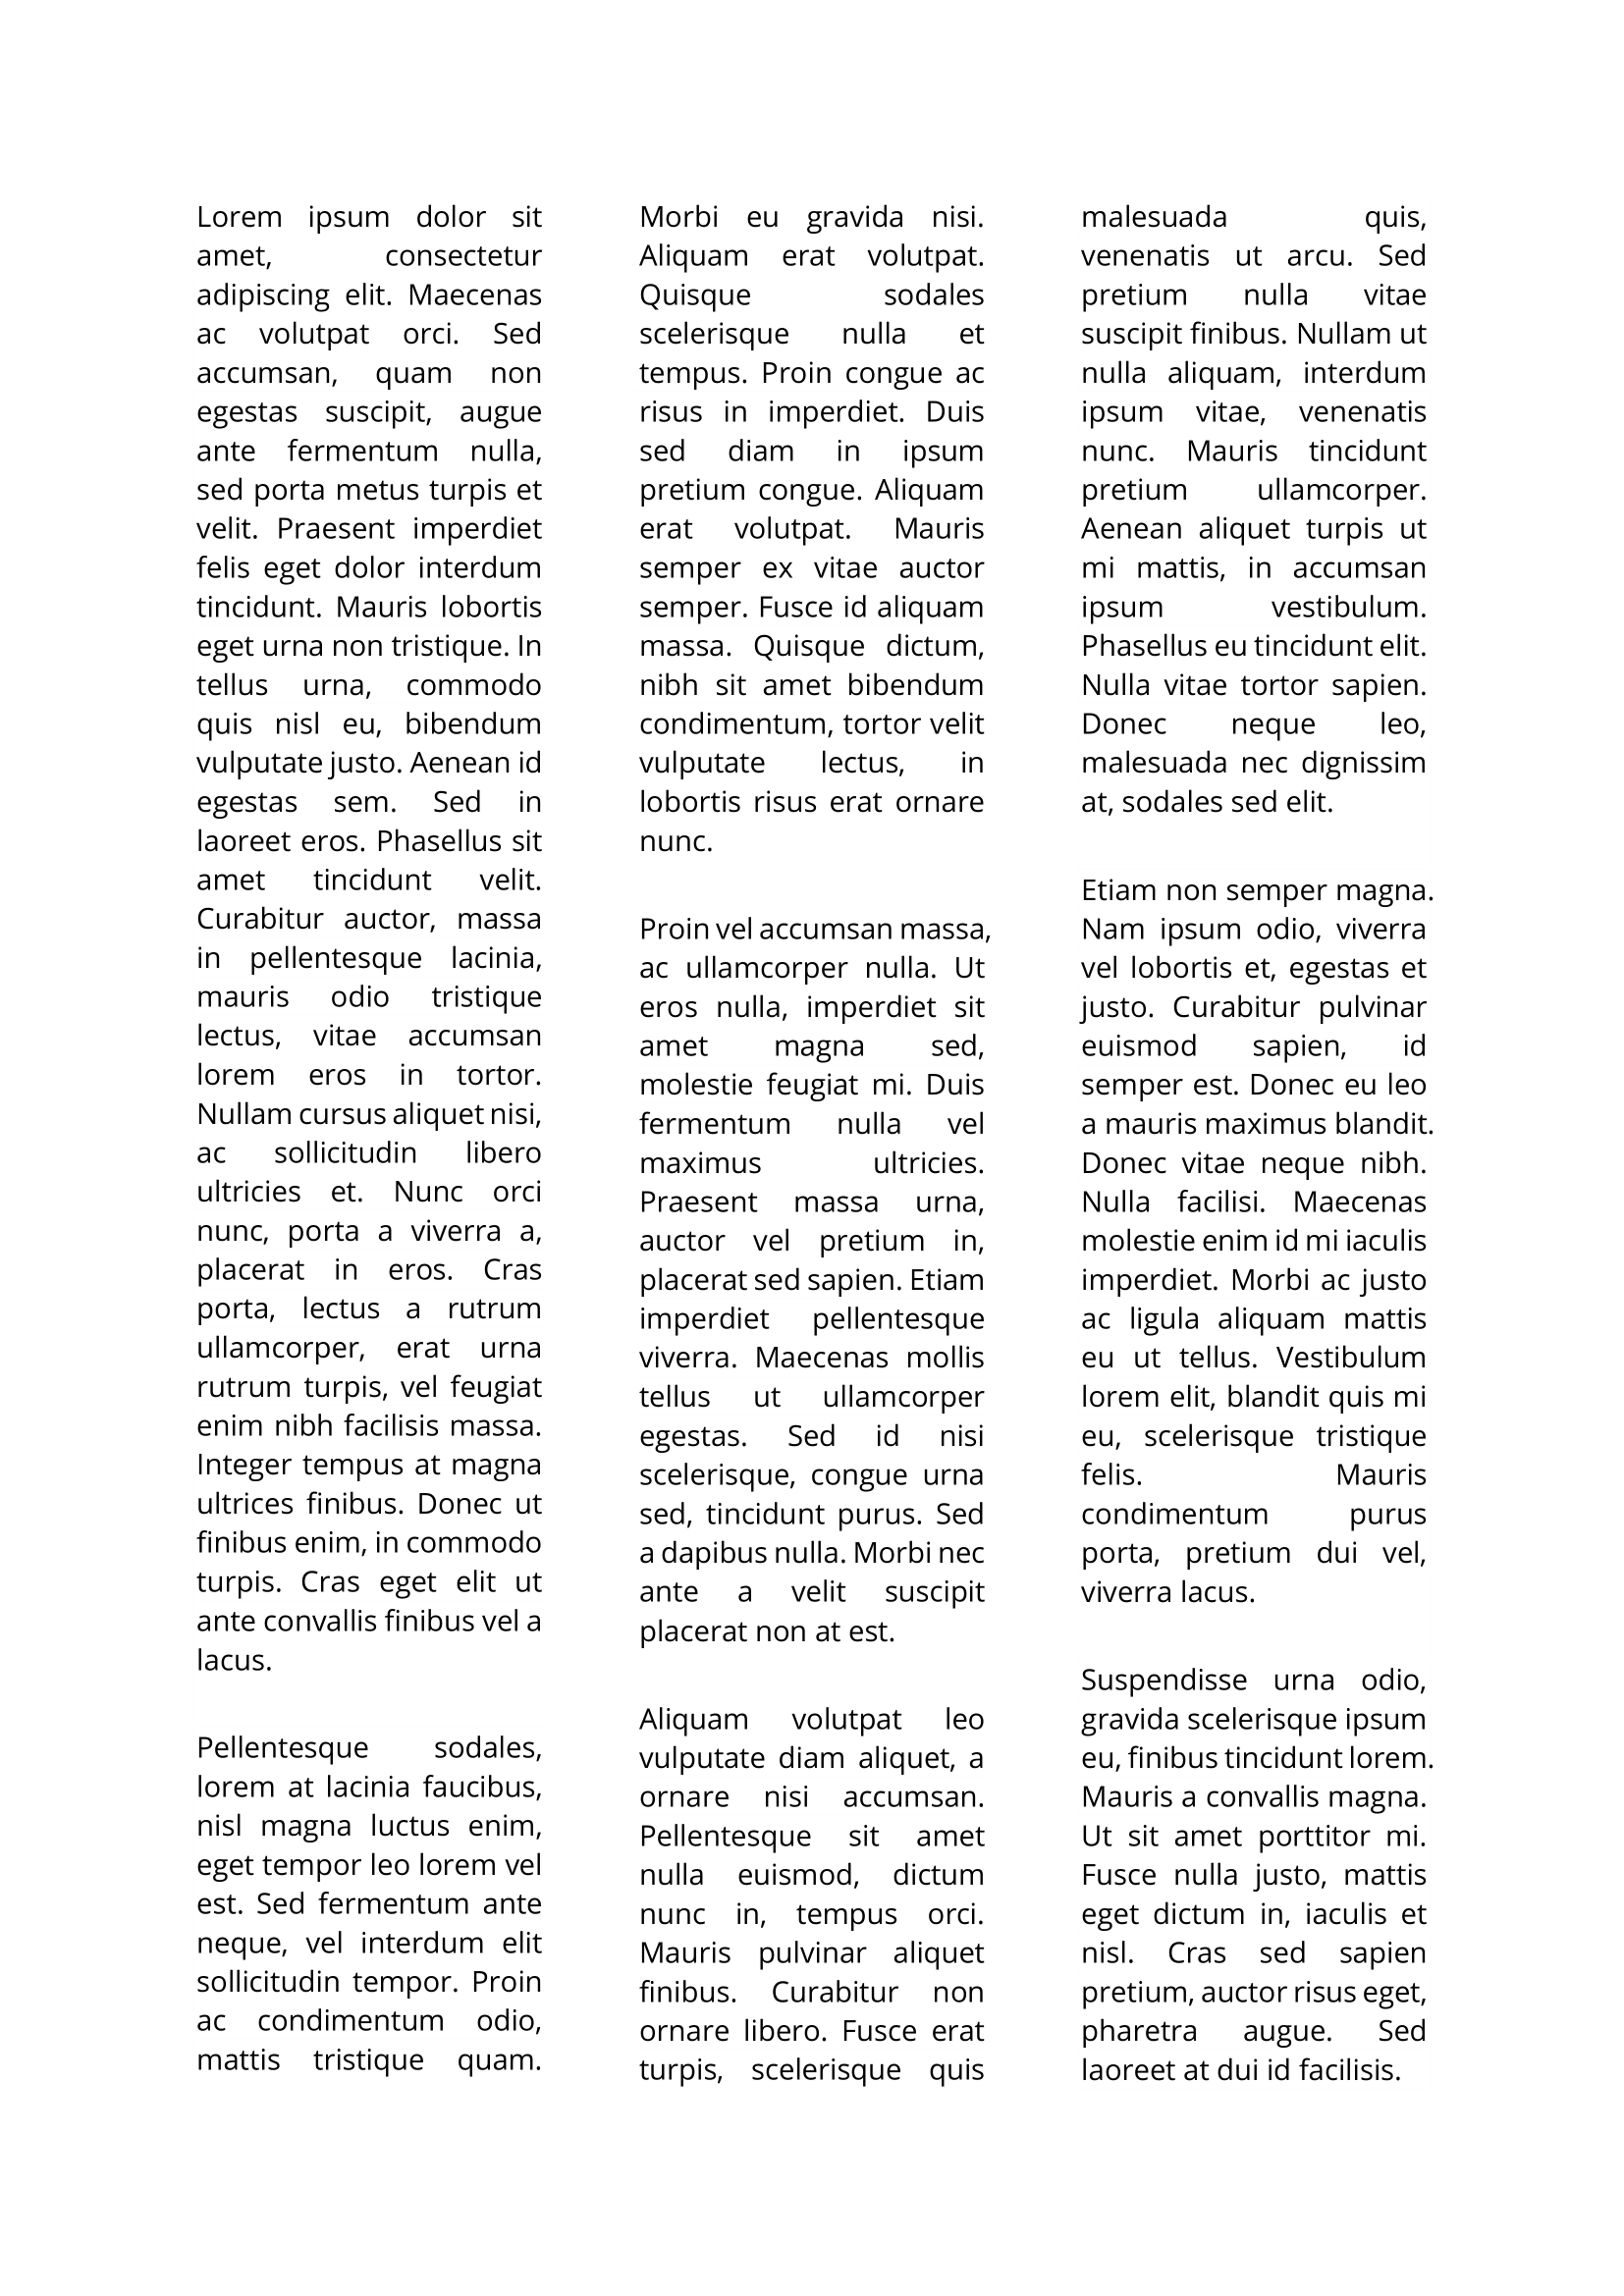 Lorem ipsum dolor sit
amet, consectetur
adipiscing elit. Maecenas
ac volutpat orci. Sed
accumsan, quam non
egestas suscipit, augue
ante fermentum nulla,
sed porta metus turpis et
velit. Praesent imperdiet
felis eget dolor interdum
tincidunt. Mauris lobortis
eget urna non tristique. In
tellus urna, commodo
quis nisl eu, bibendum
vulputate justo. Aenean id
egestas sem. Sed in
laoreet eros. Phasellus sit
amet tincidunt velit.
Curabitur auctor, massa
in pellentesque lacinia,
mauris odio tristique
lectus, vitae accumsan
lorem eros in tortor.
Nullam cursus aliquet nisi,
ac sollicitudin libero
ultricies et. Nunc orci
nunc, porta a viverra a,
placerat in eros. Cras
porta, lectus a rutrum
ullamcorper, erat urna
rutrum turpis, vel feugiat
enim nibh facilisis massa.
Integer tempus at magna
ultrices finibus. Donec ut
finibus enim, in commodo
turpis. Cras eget elit ut
ante convallis finibus vel a
lacus.

Pellentesque sodales,
lorem at lacinia faucibus,
nisl magna luctus enim,
eget tempor leo lorem vel
est. Sed fermentum ante
neque, vel interdum elit
sollicitudin tempor. Proin
ac condimentum odio,
mattis tristique quam.
Morbi eu gravida nisi.
Aliquam erat volutpat.
Quisque sodales
scelerisque nulla et
tempus. Proin congue ac
risus in imperdiet. Duis
sed diam in ipsum
pretium congue. Aliquam
erat volutpat. Mauris
semper ex vitae auctor
semper. Fusce id aliquam
massa. Quisque dictum,
nibh sit amet bibendum
condimentum, tortor velit
vulputate lectus, in
lobortis risus erat ornare
nunc.

Proin vel accumsan massa,
ac ullamcorper nulla. Ut
eros nulla, imperdiet sit
amet magna sed,
molestie feugiat mi. Duis
fermentum nulla vel
maximus ultricies.
Praesent massa urna,
auctor vel pretium in,
placerat sed sapien. Etiam
imperdiet pellentesque
viverra. Maecenas mollis
tellus ut ullamcorper
egestas. Sed id nisi
scelerisque, congue urna
sed, tincidunt purus. Sed
a dapibus nulla. Morbi nec
ante a velit suscipit
placerat non at est.

Aliquam volutpat leo
vulputate diam aliquet, a
ornare nisi accumsan.
Pellentesque sit amet
nulla euismod, dictum
nunc in, tempus orci.
Mauris pulvinar aliquet
finibus. Curabitur non
ornare libero. Fusce erat
turpis, scelerisque quis
malesuada quis,
venenatis ut arcu. Sed
pretium nulla vitae
suscipit finibus. Nullam ut
nulla aliquam, interdum
ipsum vitae, venenatis
nunc. Mauris tincidunt
pretium ullamcorper.
Aenean aliquet turpis ut
mi mattis, in accumsan
ipsum vestibulum.
Phasellus eu tincidunt elit.
Nulla vitae tortor sapien.
Donec neque leo,
malesuada nec dignissim
at, sodales sed elit.

Etiam non semper magna.
Nam ipsum odio, viverra
vel lobortis et, egestas et
justo. Curabitur pulvinar
euismod sapien, id
semper est. Donec eu leo
a mauris maximus blandit.
Donec vitae neque nibh.
Nulla facilisi. Maecenas
molestie enim id mi iaculis
imperdiet. Morbi ac justo
ac ligula aliquam mattis
eu ut tellus. Vestibulum
lorem elit, blandit quis mi
eu, scelerisque tristique
felis. Mauris
condimentum purus
porta, pretium dui vel,
viverra lacus.

Suspendisse urna odio,
gravida scelerisque ipsum
eu, finibus tincidunt lorem.
Mauris a convallis magna.
Ut sit amet porttitor mi.
Fusce nulla justo, mattis
eget dictum in, iaculis et
nisl. Cras sed sapien
pretium, auctor risus eget,
pharetra augue. Sed
laoreet at dui id facilisis.